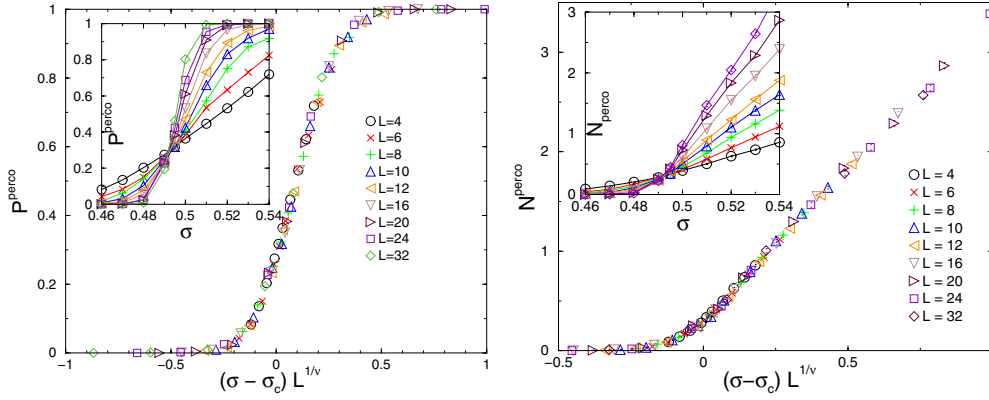 1
0.8
0.6
0.4
0.2
0
P^perco
1
0.8
0.6
0.4
0.2
0.0
P^perco
0.46 0.48 0.5 0.52 0.54
σ
L=4
L=6
L=8
L=10
L=12
L=16
L=20
L=24
L=32
−1 −0.5 0 0.5 1
(σ − σ_c) L^1/ν
3
2
1
0
N^perco
3
3
2
2
1
1
0
N^perco
0.46 0.48 0.5 0.52 0.54
σ
L = 4
L = 6
L = 8
L = 10
L = 12
L = 16
L = 20
L = 24
L = 32
0 0.5
(σ−σ_c) L^1/ν